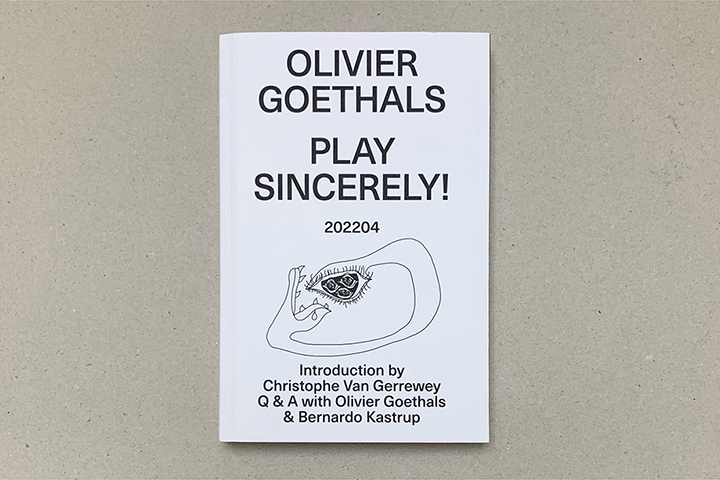 OLIVIER
GOETHALS
PLAY
SINCERELY!
202204
Introduction by
Christophe Van Gerrewey
Q & A with Olivier Goethals
& Bernardo Kastrup